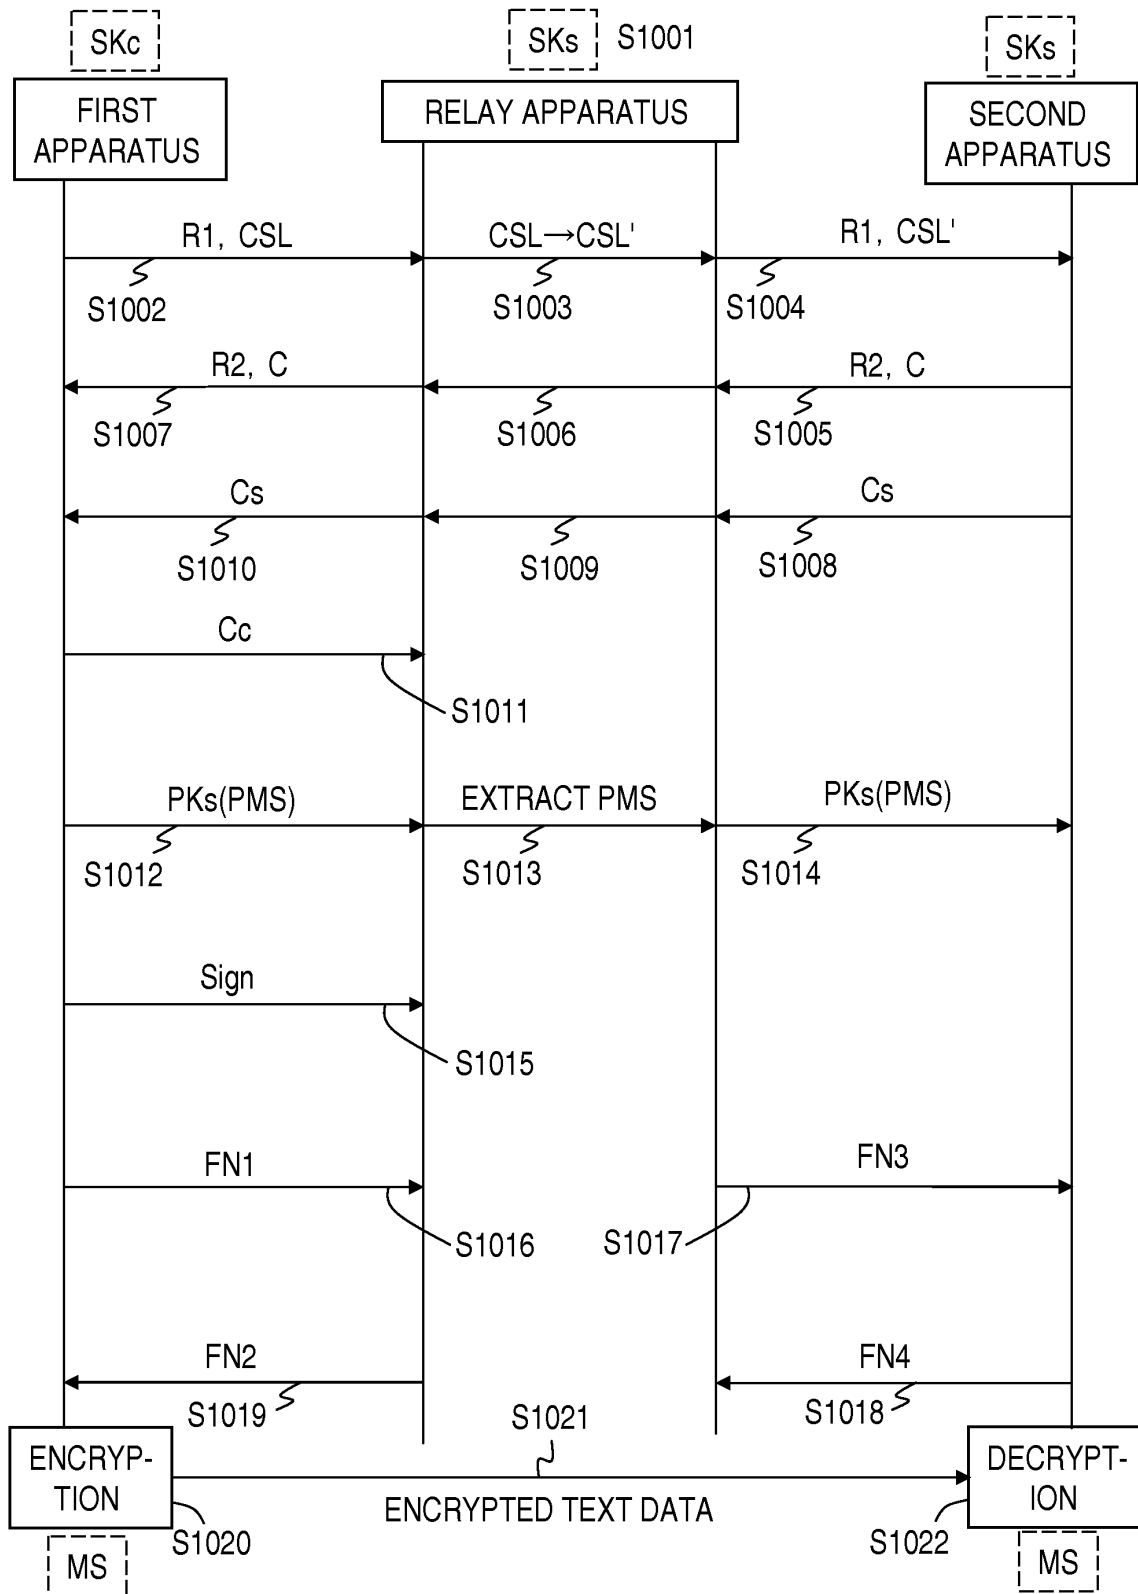 SKc
SKs
S1001
SKs
FIRST
APPARATUS
RELAY APPARATUS
SECOND
APPARATUS
R1, CSL
CSL→CSL'
R1, CSL'
S1002
S1003
S1004
R2, C
R2, C
S1007
S1006
S1005
Cs
Cs
S1010
S1009
S1008
Cc
S1011
PKs(PMS)
EXTRACT PMS
PKs(PMS)
S1012
S1013
S1014
Sign
S1015
FN1
FN3
S1016
S1017
FN2
FN4
S1019
S1021
S1018
ENCRYP-
TION
DECRYPT-
ION
ENCRYPTED TEXT DATA
S1020
S1022
MS
MS